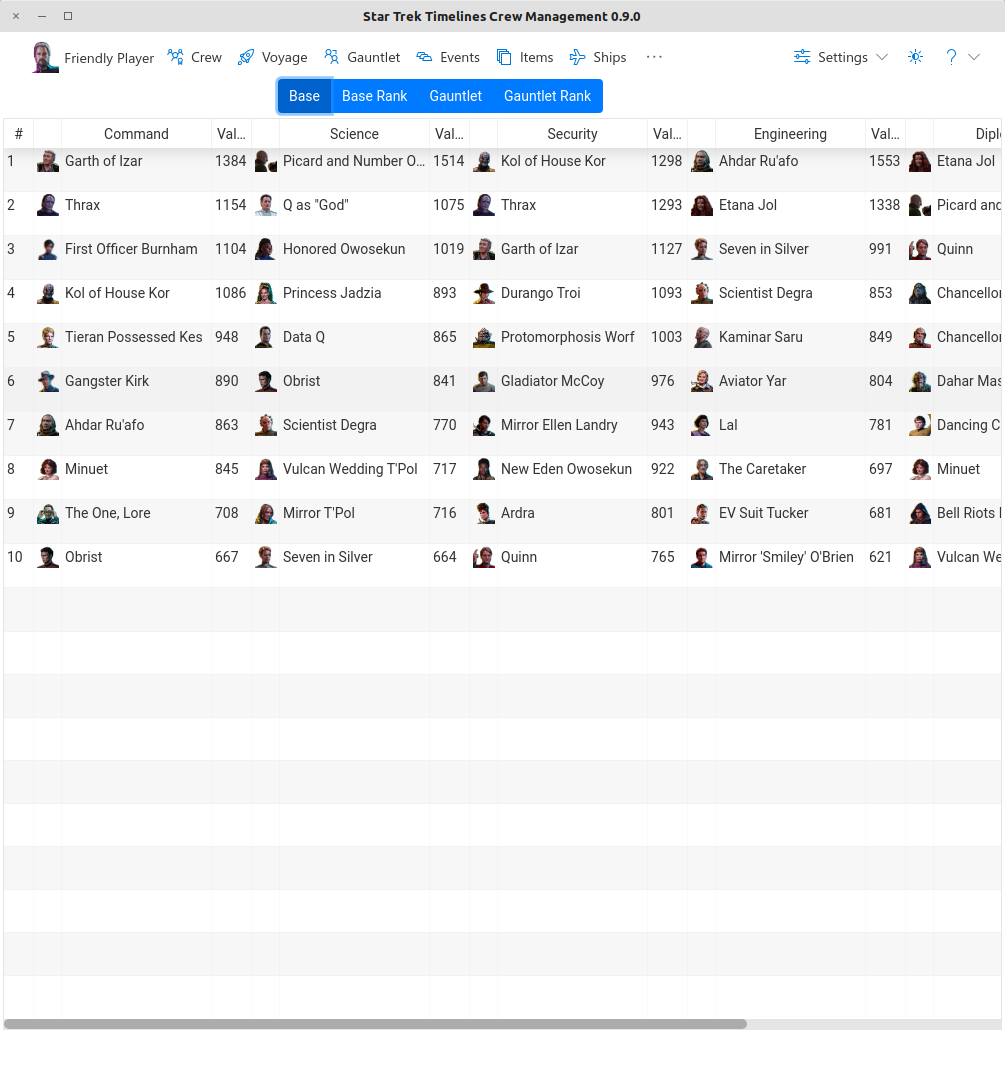 Star Trek Timelines Crew Management 0.9.0
Friendly Player Crew Voyage Gauntlet Events Items Ships ... Settings ?
Base Base Rank Gauntlet Gauntlet Rank
# Command Val... Science Val... Security Val... Engineering Val... Diplo
1 Garth of Izar 1384 Picard and Number O... 1514 Kol of House Kor 1298 Ahdar Ru'afo 1553 Etana Jol
2 Thrax 1154 Q as "God" 1075 Thrax 1293 Etana Jol 1338 Picard and
3 First Officer Burnham 1104 Honored Owosekun 1019 Garth of Izar 1127 Seven in Silver 991 Quinn
4 Kol of House Kor 1086 Princess Jadzia 893 Durango Troi 1093 Scientist Degra 853 Chancellor
5 Tieran Possessed Kes 948 Data Q 865 Protomorphosis Worf 1003 Kaminar Saru 849 Chancellor
6 Gangster Kirk 890 Obrist 841 Gladiator McCoy 976 Aviator Yar 804 Dahar Mas
7 Ahdar Ru'afo 863 Scientist Degra 770 Mirror Ellen Landry 943 Lal 781 Dancing C
8 Minuet 845 Vulcan Wedding T'Pol 717 New Eden Owosekun 922 The Caretaker 697 Minuet
9 The One, Lore 708 Mirror T'Pol 716 Ardra 801 EV Suit Tucker 681 Bell Riots
10 Obrist 667 Seven in Silver 664 Quinn 765 Mirror 'Smiley' O'Brien 621 Vulcan We